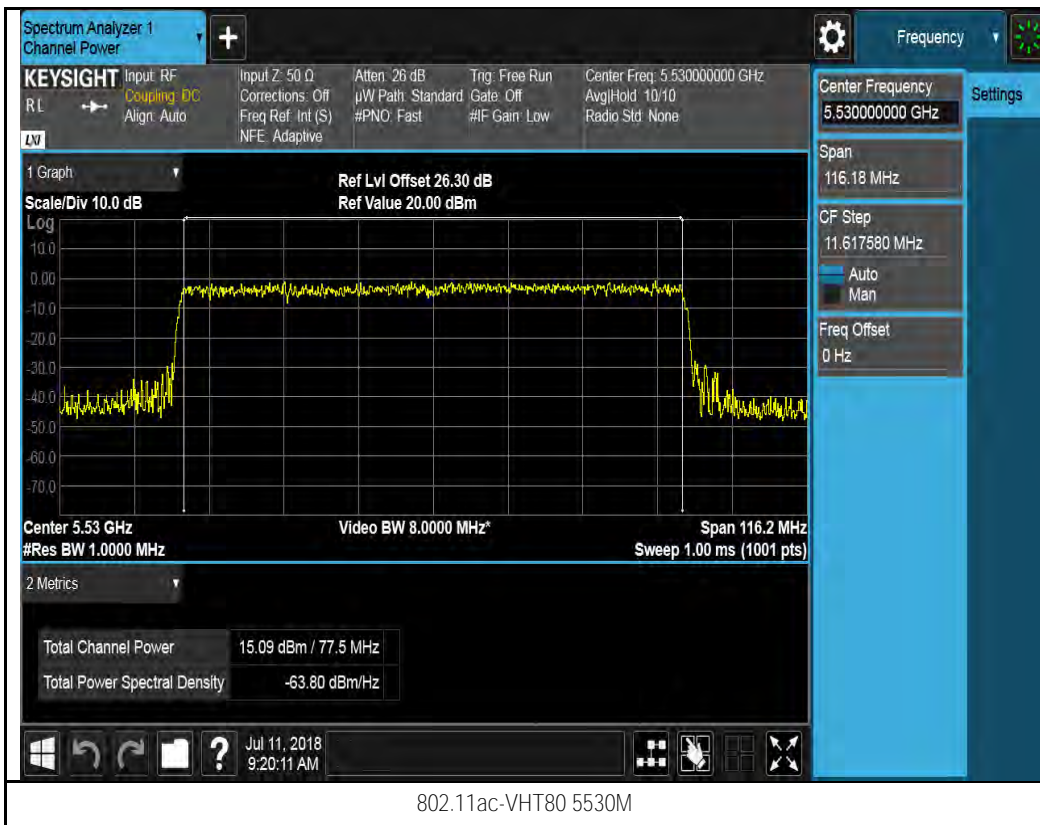 Spectrum Analyzer 1
Channel Power
Frequency
KEYSIGHT
R L
LXI
Input: RF
Coupling: DC
Align: Auto
Input Z: 50 Ω
Corrections: Off
Freq Ref: Int (S)
NFE: Adaptive
Atten: 26 dB
µW Path: Standard
#PNO: Fast
Trig: Free Run
Gate: Off
#IF Gain: Low
Center Freq: 5.530000000 GHz
Avg|Hold: 10/10
Radio Std: None
Center Frequency
5.530000000 GHz
Settings
Span
116.18 MHz
CF Step
11.617580 MHz
Auto
Man
Freq Offset
0 Hz
1 Graph
Scale/Div 10.0 dB
Ref Lvl Offset 26.30 dB
Ref Value 20.00 dBm
Log
10.0
0.00
-10.0
-20.0
-30.0
-40.0
-50.0
-60.0
-70.0
Center 5.53 GHz
#Res BW 1.0000 MHz
Video BW 8.0000 MHz*
Span 116.2 MHz
Sweep 1.00 ms (1001 pts)
2 Metrics
Total Channel Power 15.09 dBm / 77.5 MHz
Total Power Spectral Density -63.80 dBm/Hz
?
Jul 11, 2018
9:20:11 AM
802.11ac-VHT80 5530M